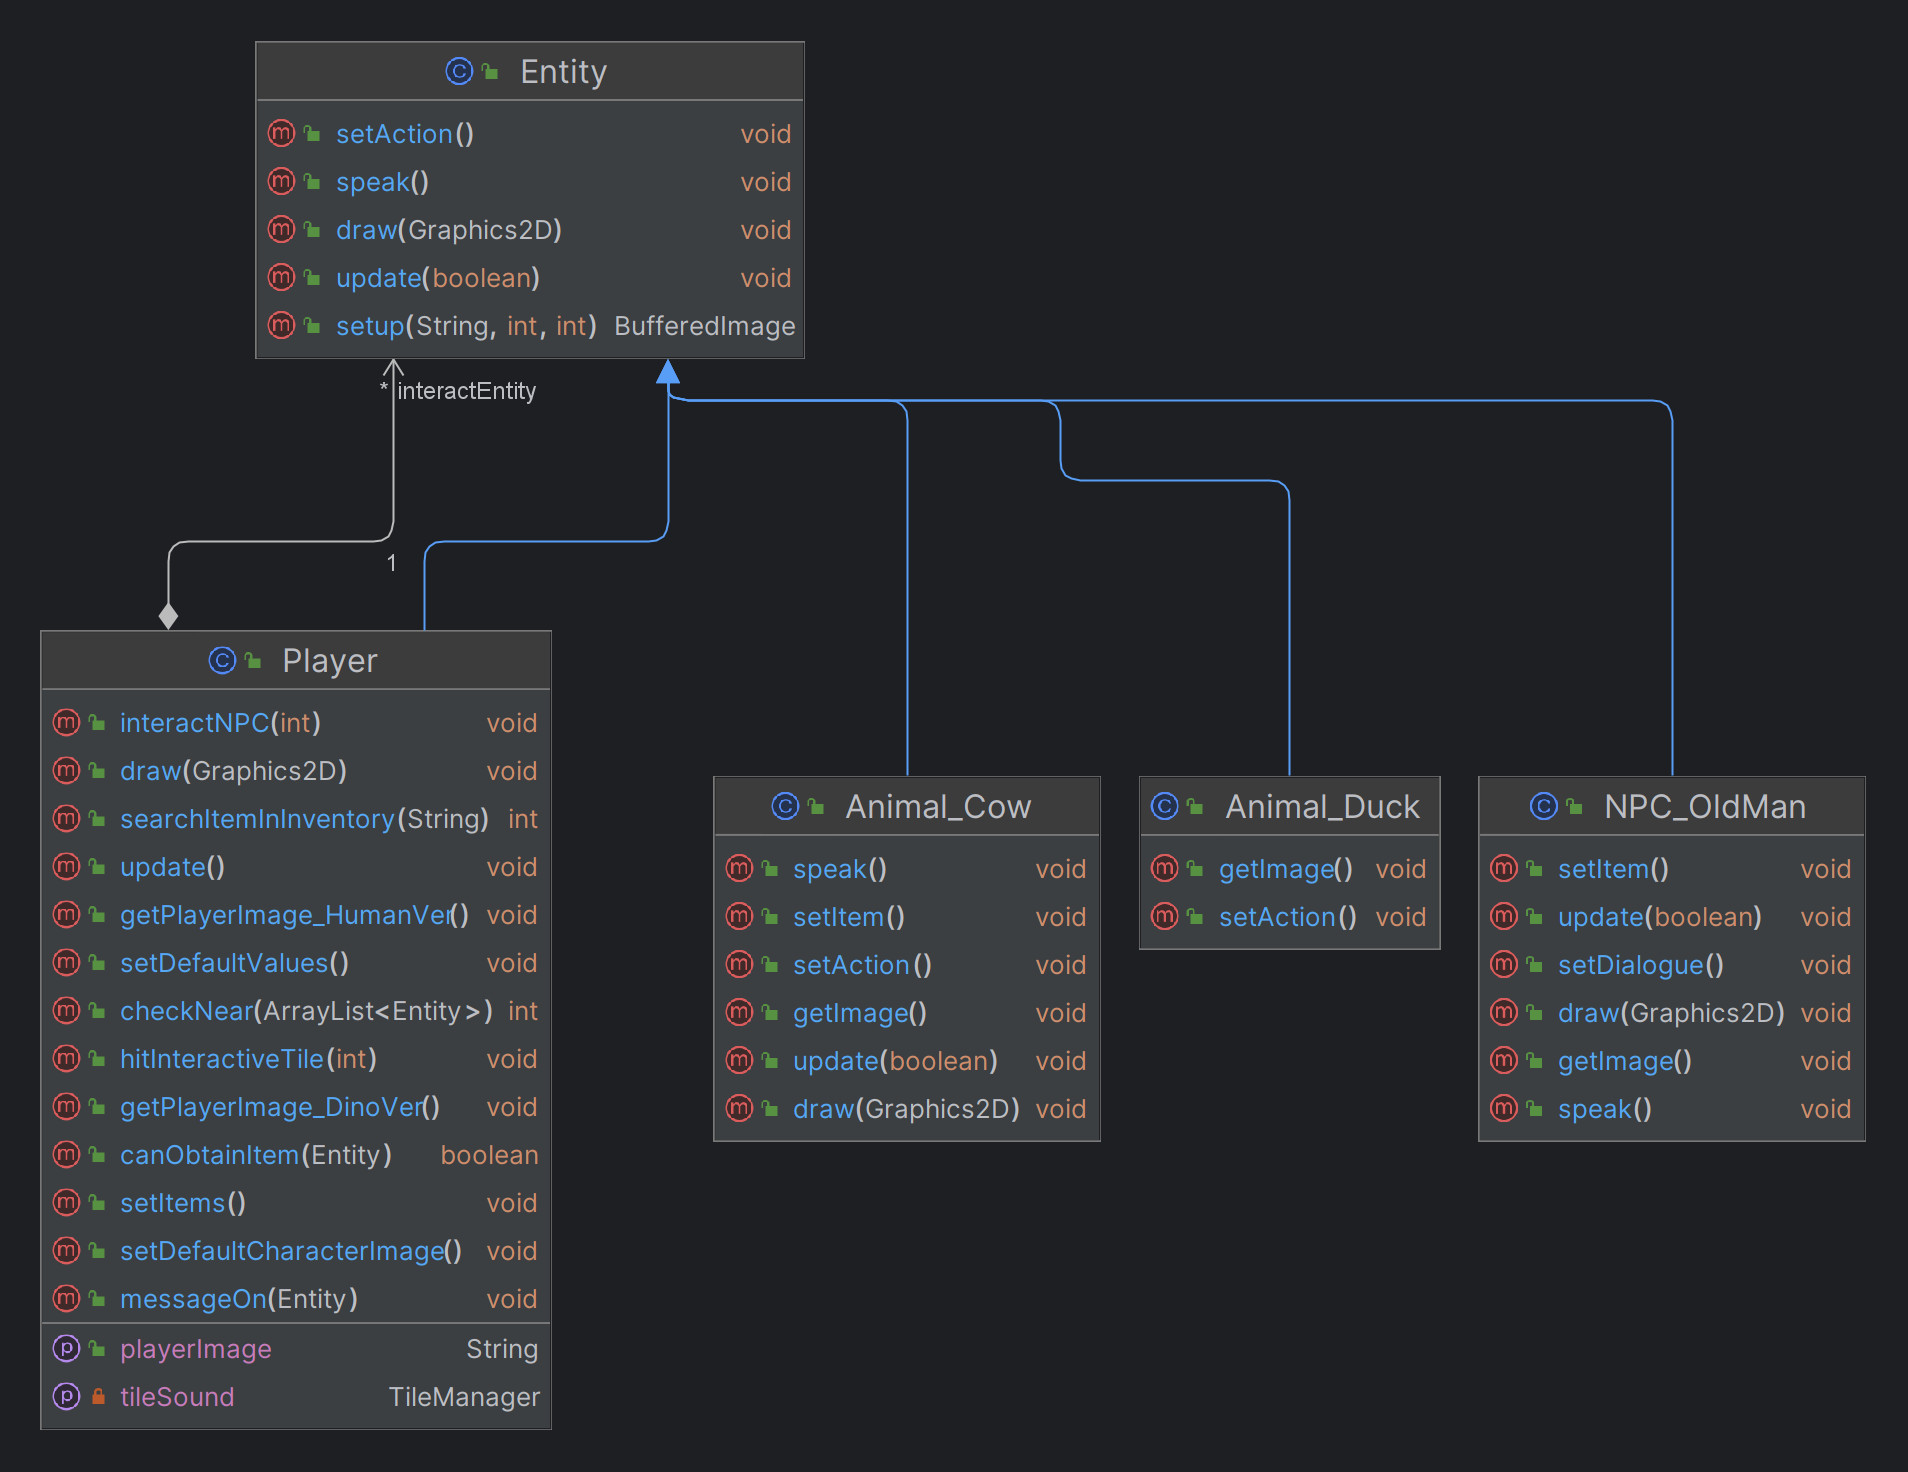 Entity
setAction() void
speak() void
draw(Graphics2D) void
update(boolean) void
setup(String, int, int) BufferedImage
* interactEntity
1
Player
interactNPC(int) void
draw(Graphics2D) void
searchItemInInventory(String) int
update() void
getPlayerImage_HumanVer() void
setDefaultValues() void
checkNear(ArrayList<Entity>) int
hitInteractiveTile(int) void
getPlayerImage_DinoVer() void
canObtainItem(Entity) boolean
setItems() void
setDefaultCharacterImage() void
messageOn(Entity) void
playerImage String
tileSound TileManager
Animal_Cow
speak() void
setItem() void
setAction() void
getImage() void
update(boolean) void
draw(Graphics2D) void
Animal_Duck
getImage() void
setAction() void
NPC_OldMan
setItem() void
update(boolean) void
setDialogue() void
draw(Graphics2D) void
getImage() void
speak() void